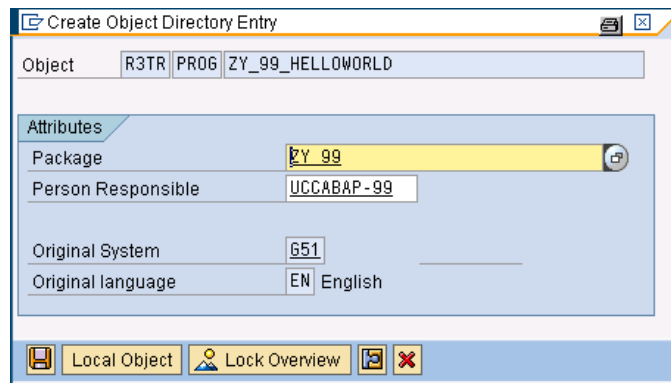 Create Object Directory Entry
Object R3TR PROG ZY_99_HELLOWORLD
Attributes
Package ZY_99
Person Responsible UCCABAP-99
Original System G51
Original language EN English
Local Object Lock Overview